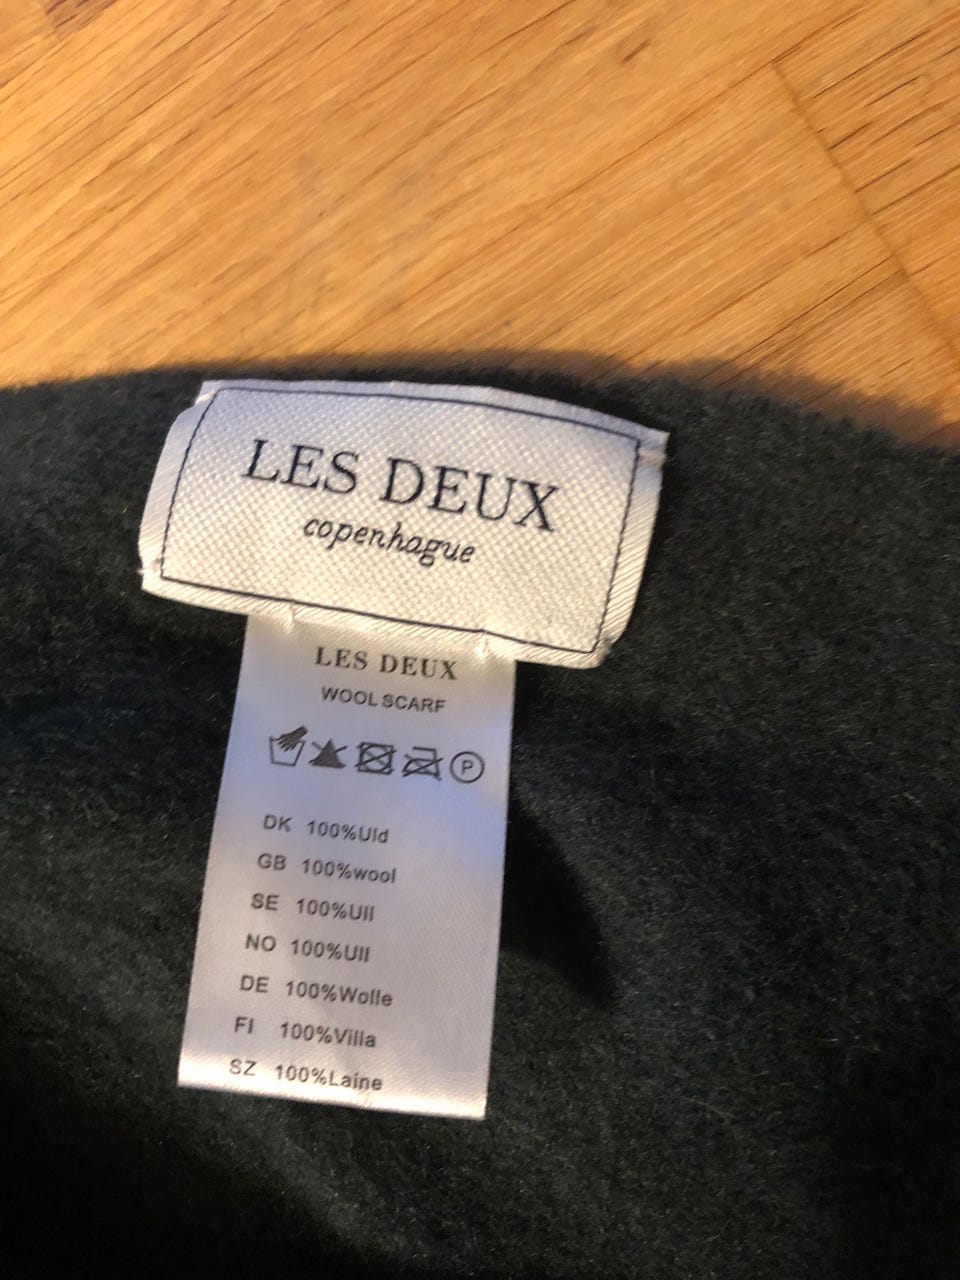 LES DEUX
copenhague
LES DEUX
WOOL SCARF
P
DK 100%Uld
GB 100%wool
SE 100%Ull
NO 100%Ull
DE 100%Wolle
FI 100%Villa
SZ 100%Laine